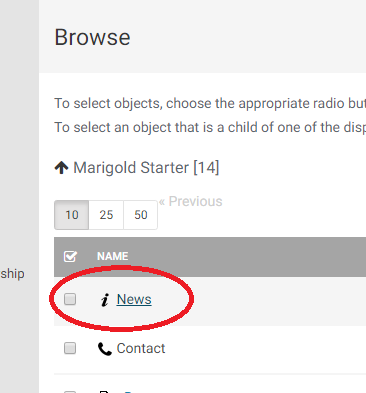 Browse
To select objects, choose the appropriate radio but
To select an object that is a child of one of the disp
Marigold Starter [14]
10 25 50 « Previous
NAME
ship
News
Contact